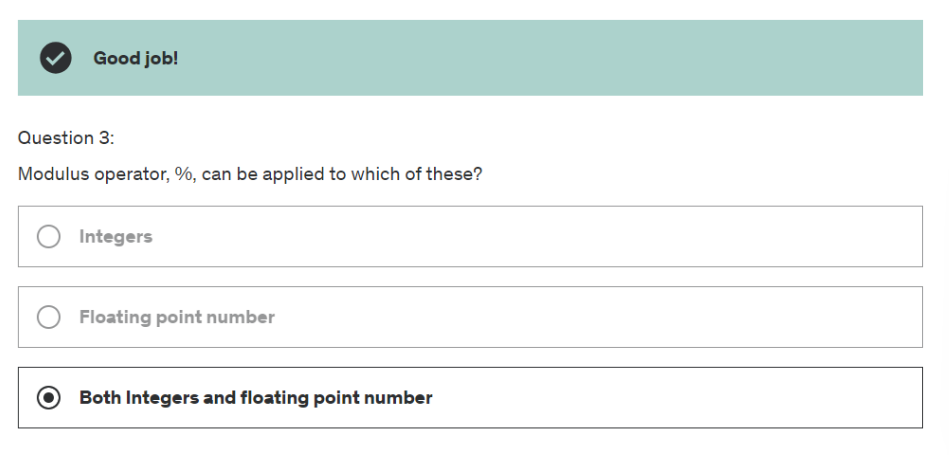 Good job!
Question 3:
Modulus operator, %, can be applied to which of these?
Integers
Floating point number
Both Integers and floating point number